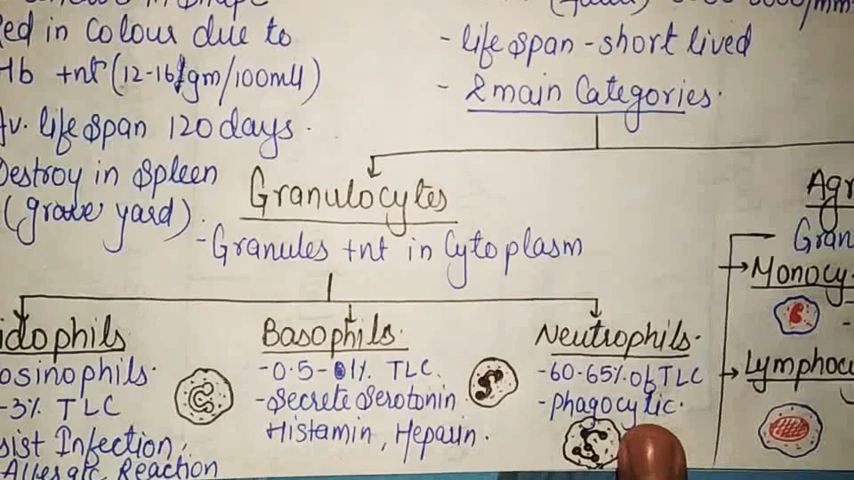 ed in Colour due to
Hb +nt (12-16/gm/100ml)
Av. life span 120 days.
Destroy in Spleen
(grave yard).
- life span - short lived
- 2 main Categories.
Granulocytes
- Granules +nt in Cytoplasm
idophils
osinophils.
-3% TLC
sist Infection,
Allergic Reaction
Basophils.
- 0.5-01% TLC.
- Secrete Serotonin
Histamin, Heparin.
Neutrophils.
- 60-65% of TLC
- phagocytic.
Agr
Gran
Monocy
Lymphocy